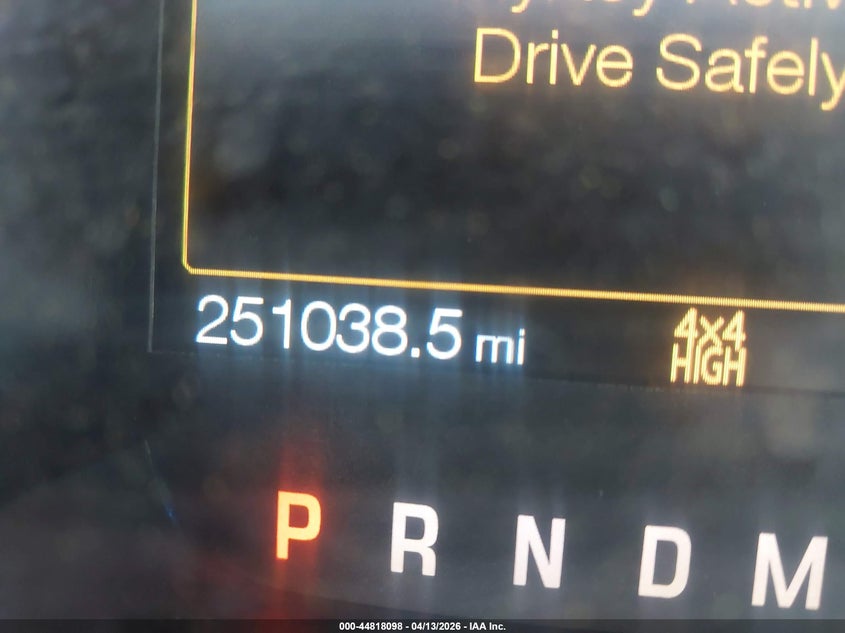 Drive Safely
251038.5 mi
4x4
HIGH
P R N D M
000-44818098 - 04/13/2026 - IAA Inc.